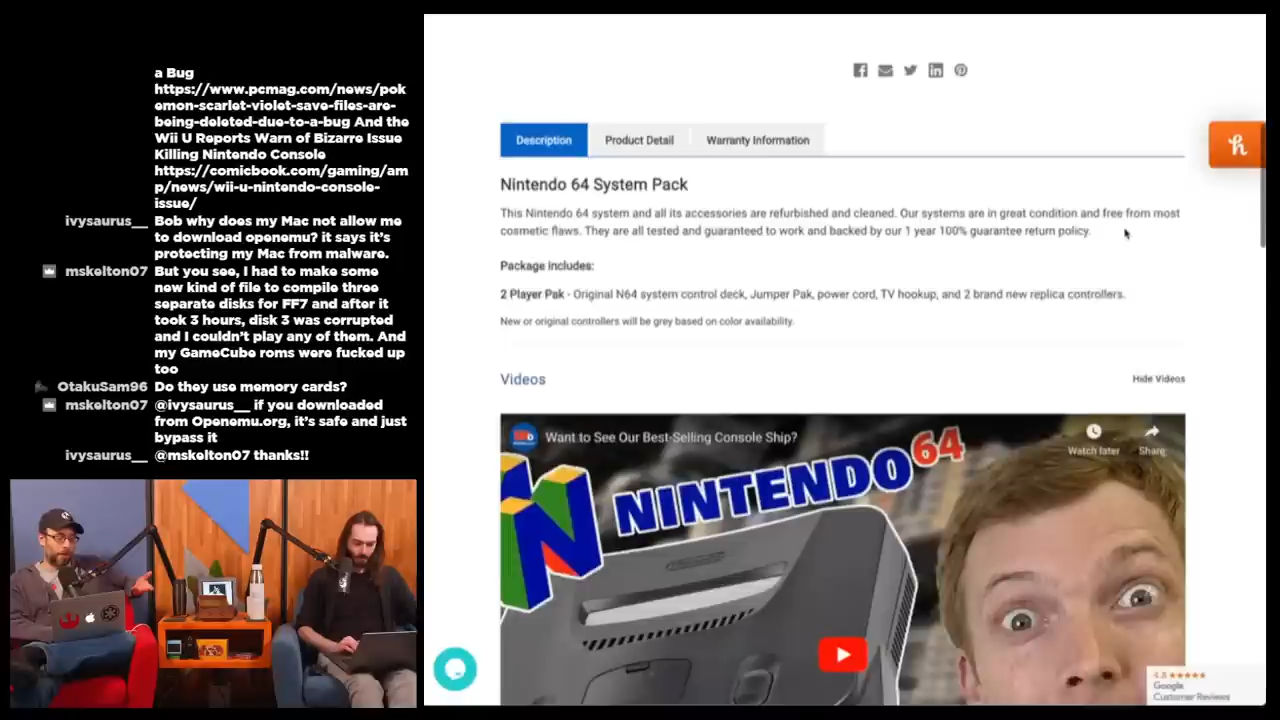 a Bug
https://www.pcmag.com/news/pok
emon-scarlet-violet-save-files-are-
being-deleted-due-to-a-bug And the
Wii U Reports Warn of Bizarre Issue
Killing Nintendo Console
https://comicbook.com/gaming/am
p/news/wii-u-nintendo-console-
issue/
ivysaurus__ Bob why does my Mac not allow me
to download openemu? it says it's
protecting my Mac from malware.
mskelton07 But you see, I had to make some
new kind of file to compile three
separate disks for FF7 and after it
took 3 hours, disk 3 was corrupted
and I couldn't play any of them. And
my GameCube roms were fucked up
too
OtakuSam96 Do they use memory cards?
mskelton07 @ivysaurus__ if you downloaded
from Openemu.org, it's safe and just
bypass it
ivysaurus__ @mskelton07 thanks!!
Description Product Detail Warranty Information
Nintendo 64 System Pack
This Nintendo 64 system and all its accessories are refurbished and cleaned. Our systems are in great condition and free from most
cosmetic flaws. They are all tested and guaranteed to work and backed by our 1 year 100% guarantee return policy.
Package includes:
2 Player Pak - Original N64 system control deck, Jumper Pak, power cord, TV hookup, and 2 brand new replica controllers.
New or original controllers will be grey based on color availability.
Videos Hide Videos
Want to See Our Best-Selling Console Ship?
Watch later Share
NINTENDO 64
4.8
Google
Customer Reviews